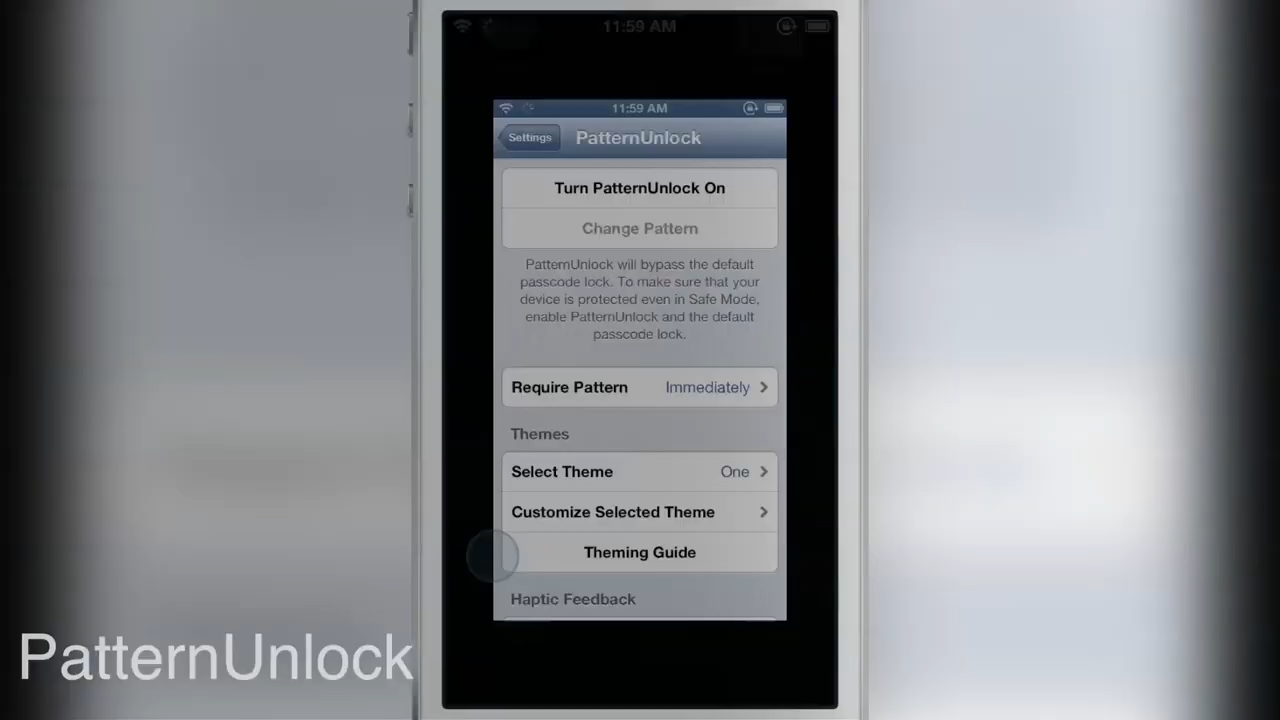 11:59 AM
11:59 AM
Settings
PatternUnlock
Turn PatternUnlock On
Change Pattern
PatternUnlock will bypass the default
passcode lock. To make sure that your
device is protected even in Safe Mode,
enable PatternUnlock and the default
passcode lock.
Require Pattern Immediately
Themes
Select Theme One
Customize Selected Theme
Theming Guide
Haptic Feedback
PatternUnlock